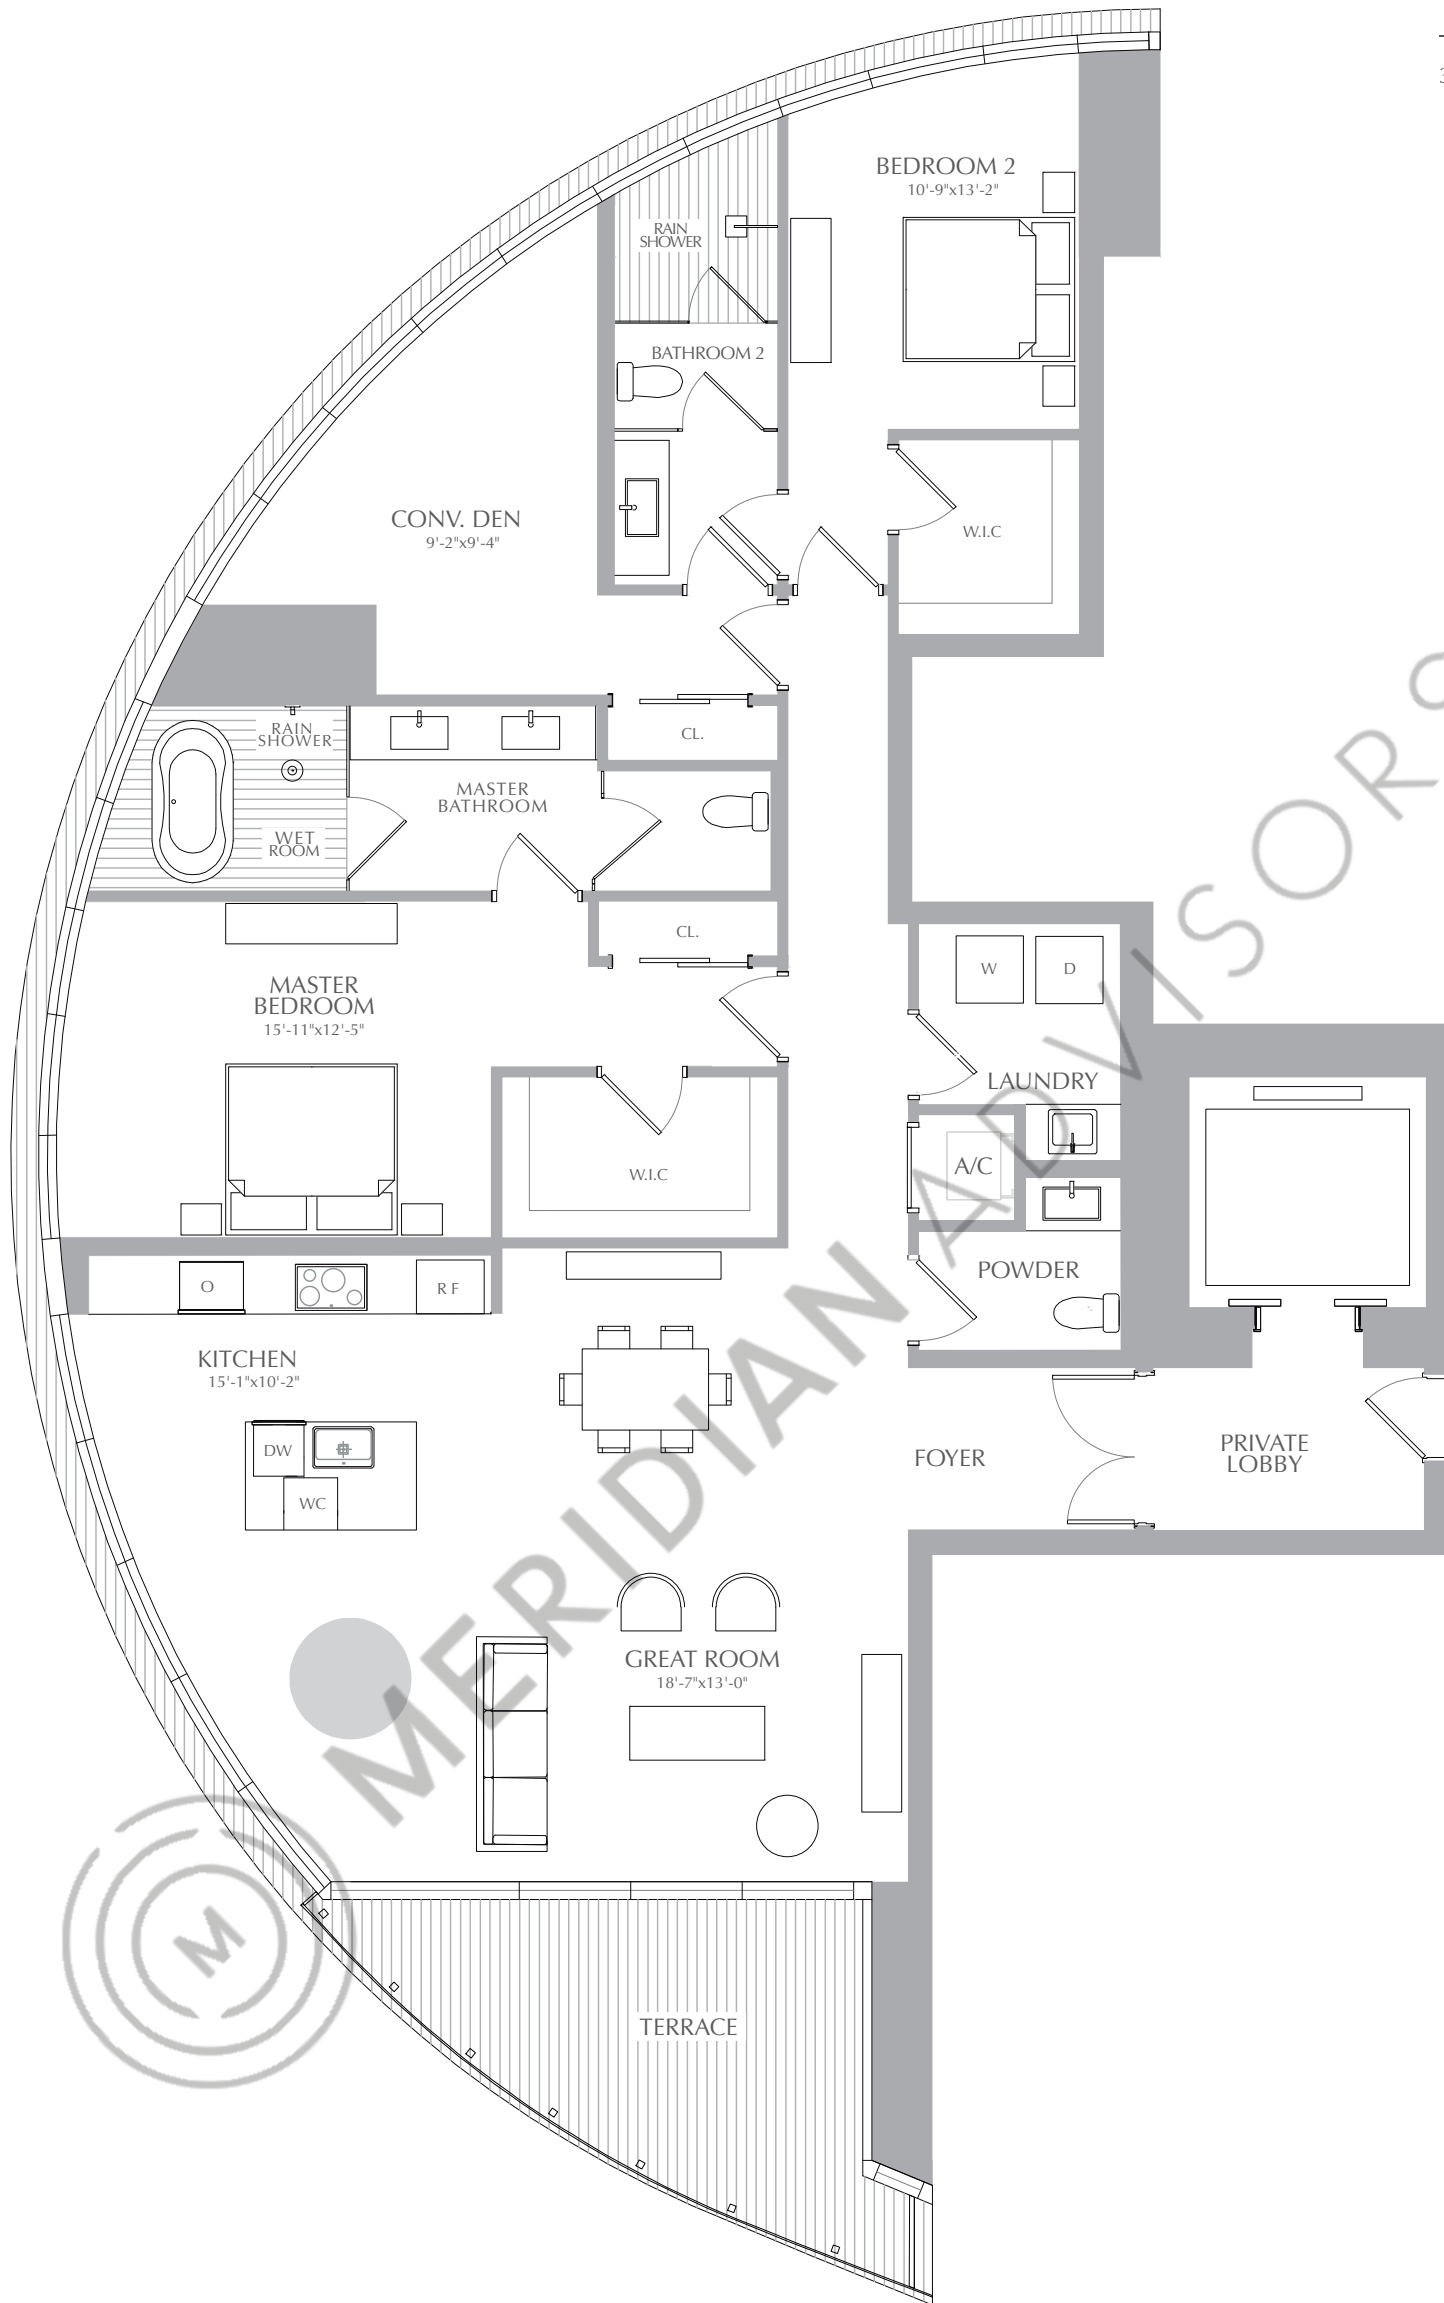 3
BEDROOM 2
10'-9"x13'-2"
RAIN
SHOWER
BATHROOM 2
CONV. DEN
9'-2"x9'-4"
W.I.C
CL.
RAIN
SHOWER
MASTER
BATHROOM
WET
ROOM
CL.
W
D
MASTER
BEDROOM
15'-11"x12'-5"
LAUNDRY
A/C
W.I.C
POWDER
O
RF
KITCHEN
15'-1"x10'-2"
DW
WC
FOYER
PRIVATE
LOBBY
GREAT ROOM
18'-7"x13'-0"
TERRACE
M
MERIDIAN ADVISORS